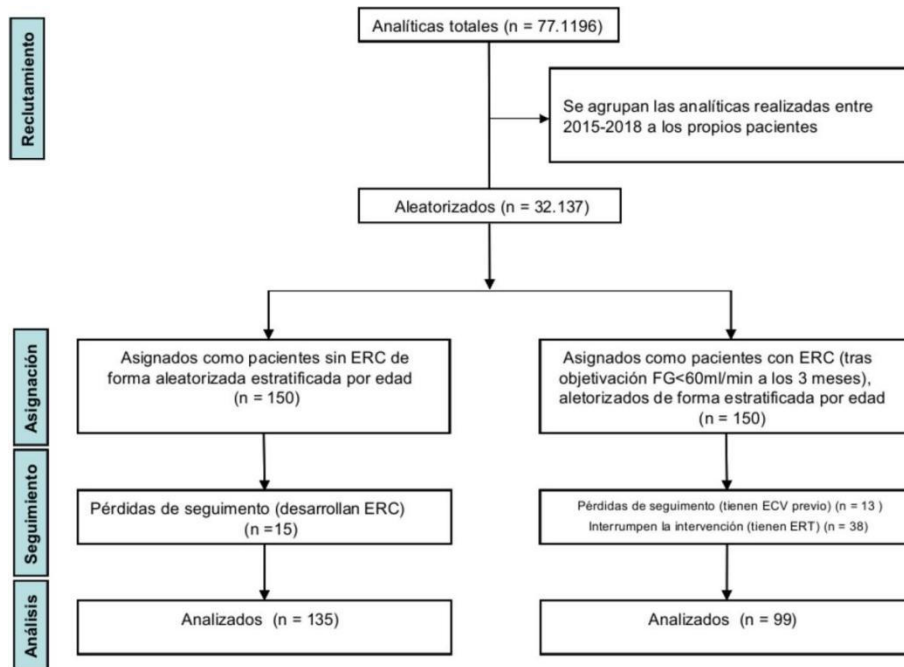 Reclutamiento
Analíticas totales (n = 77.1196)
Se agrupan las analíticas realizadas entre
2015-2018 a los propios pacientes
Aleatorizados (n = 32.137)
Asignación
Asignados como pacientes sin ERC de
forma aleatorizada estratificada por edad
(n = 150)
Asignados como pacientes con ERC (tras
objetivación FG<60ml/min a los 3 meses),
aletorizados de forma estratificada por edad
(n = 150)
Seguimiento
Pérdidas de seguimento (desarrollan ERC)
(n =15)
Pérdidas de seguimento (tienen ECV previo) (n = 13 )
Interrumpen la intervención (tienen ERT) (n = 38)
Análisis
Analizados (n = 135)
Analizados (n = 99)